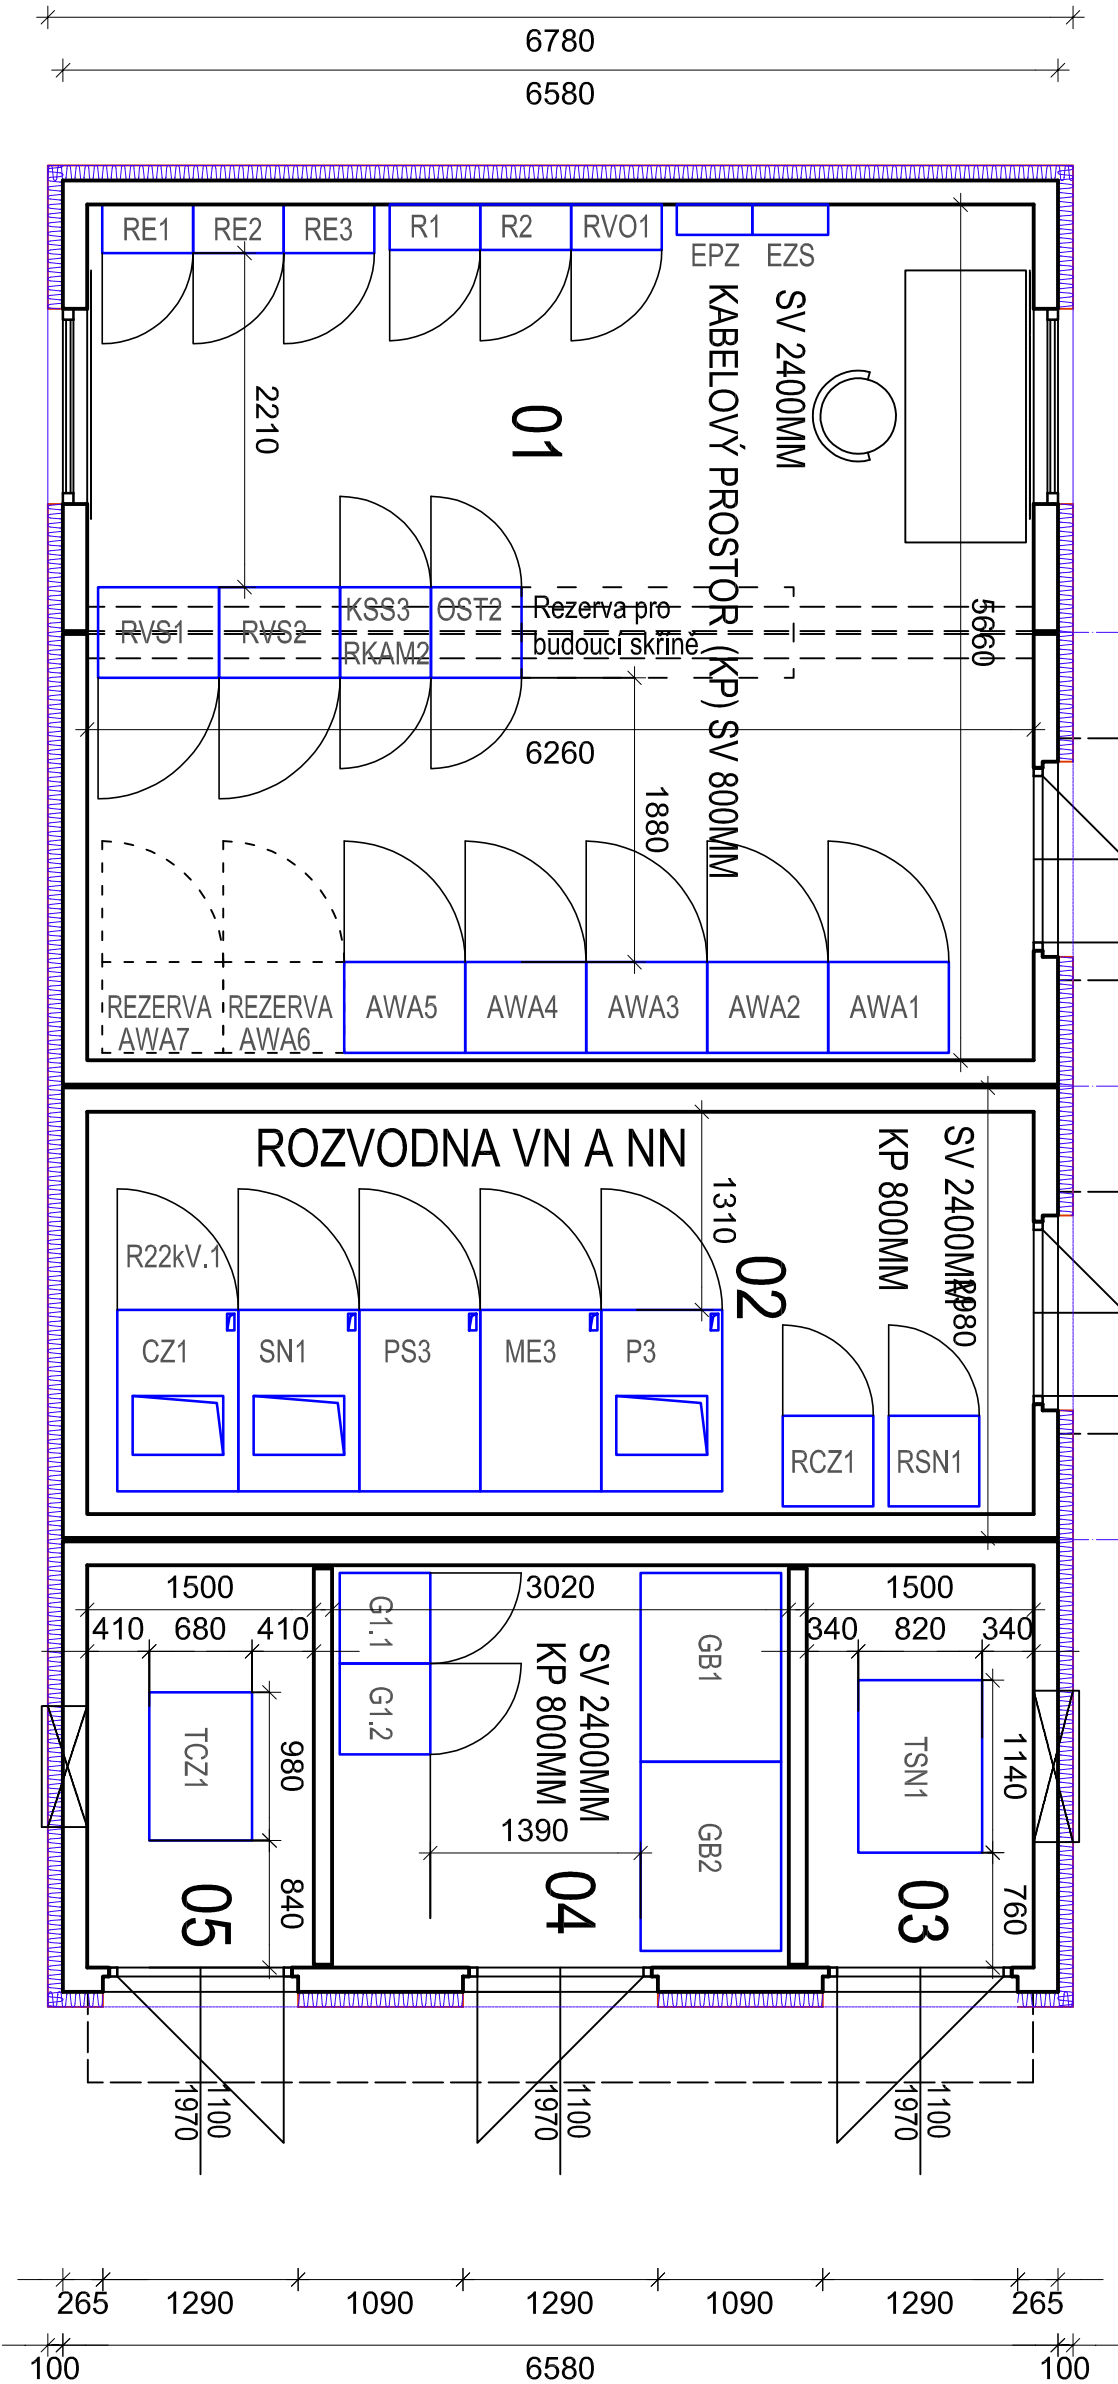 6780
6580
RE1 RE2 RE3 R1 R2 RVO1
EPZ EZS
SV 2400MM
KABELOVÝ PROSTOR (KP) SV 800MM
2210
01
KSS3 OST2 Rezerva pro
RVS1 RVS2
RKAM2 budoucí skříně
5660
6260
1880
REZERVA REZERVA AWA5 AWA4 AWA3 AWA2 AWA1
AWA7 AWA6
ROZVODNA VN A NN
SV 2400MM
KP 800MM
1310
2980
R22kV.1
02
CZ1 SN1 PS3 ME3 P3
RCZ1 RSN1
1500 3020 1500
410 680 410 340 820 340
G1.1
G1.2
SV 2400MM
KP 800MM
GB1
GB2
TCZ1
980
TSN1
1140
1390
840
760
05 04 03
1100
1970
1100
1970
1100
1970
265 1290 1090 1290 1090 1290 265
100 6580 100